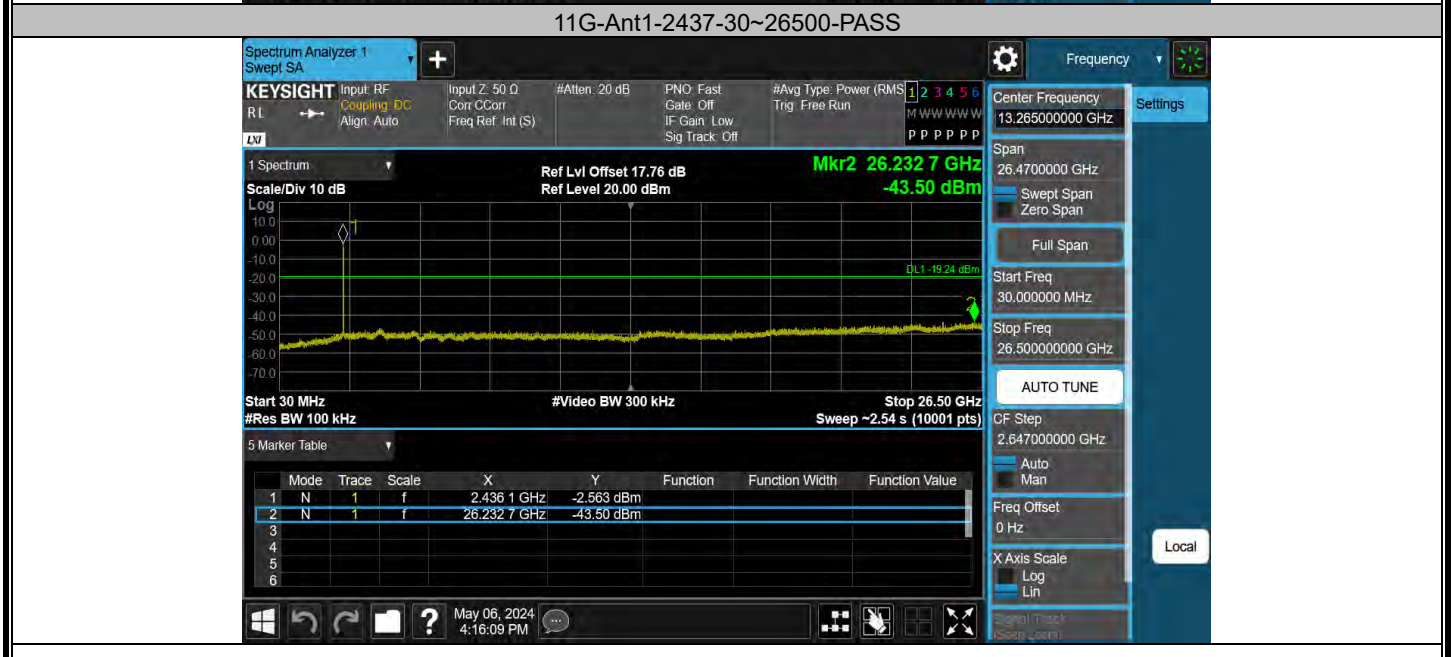 11G-Ant1-2437-30~26500-PASS
Spectrum Analyzer 1
Swept SA
+
Frequency
KEYSIGHT
RL
LXI
Input: RF
Coupling: DC
Align: Auto
Input Z: 50 Ω
Corr CCorr
Freq Ref: Int (S)
#Atten: 20 dB
PNO: Fast
Gate: Off
IF Gain: Low
Sig Track: Off
#Avg Type: Power (RMS
Trig: Free Run
1 2 3 4 5 6
M W W W W W
P P P P P P
1 Spectrum
Scale/Div 10 dB
Ref Lvl Offset 17.76 dB
Ref Level 20.00 dBm
Mkr2 26.232 7 GHz
-43.50 dBm
Log
10.0
0.00
-10.0
-20.0
-30.0
-40.0
-50.0
-60.0
-70.0
1
DL1 -19.24 dBm
2
Start 30 MHz
#Res BW 100 kHz
#Video BW 300 kHz
Stop 26.50 GHz
Sweep ~2.54 s (10001 pts)
5 Marker Table
Mode Trace Scale X Y Function Function Width Function Value
1 N 1 f 2.436 1 GHz -2.563 dBm
2 N 1 f 26.232 7 GHz -43.50 dBm
3
4
5
6
?
May 06, 2024
4:16:09 PM
Center Frequency
13.265000000 GHz
Settings
Span
26.4700000 GHz
Swept Span
Zero Span
Full Span
Start Freq
30.000000 MHz
Stop Freq
26.500000000 GHz
AUTO TUNE
CF Step
2.647000000 GHz
Auto
Man
Freq Offset
0 Hz
X Axis Scale
Log
Lin
Local
Signal Track
(Span Zoom)